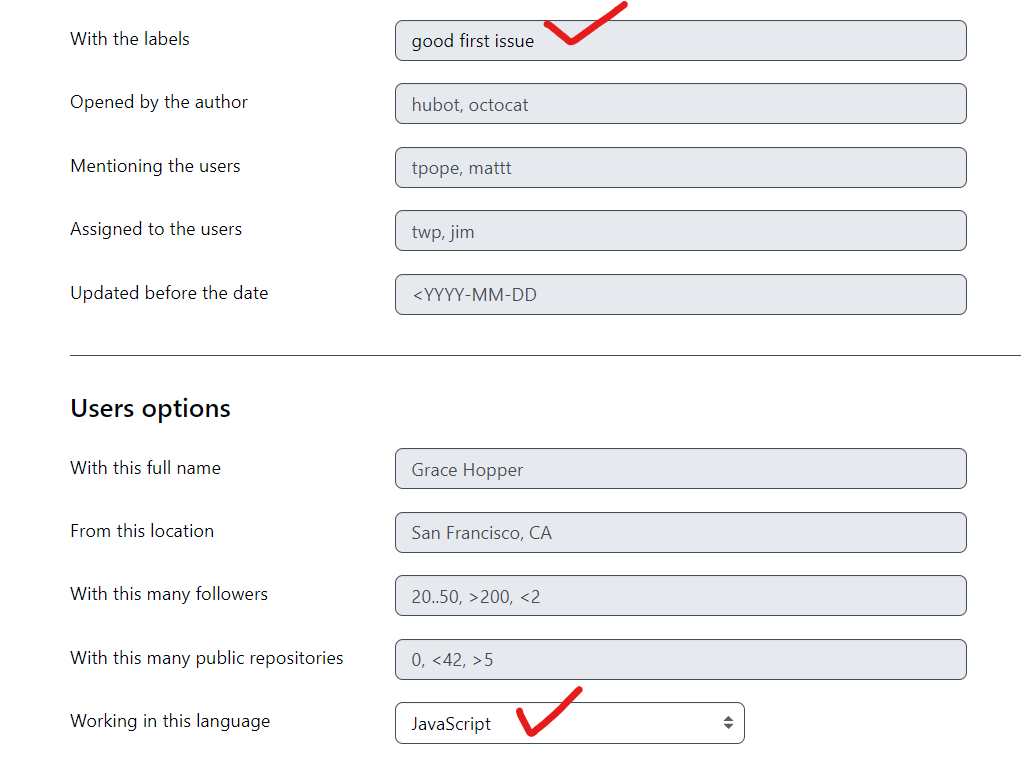 With the labels good first issue
Opened by the author hubot, octocat
Mentioning the users tpope, mattt
Assigned to the users twp, jim
Updated before the date <YYYY-MM-DD
Users options
With this full name Grace Hopper
From this location San Francisco, CA
With this many followers 20..50, >200, <2
With this many public repositories 0, <42, >5
Working in this language JavaScript